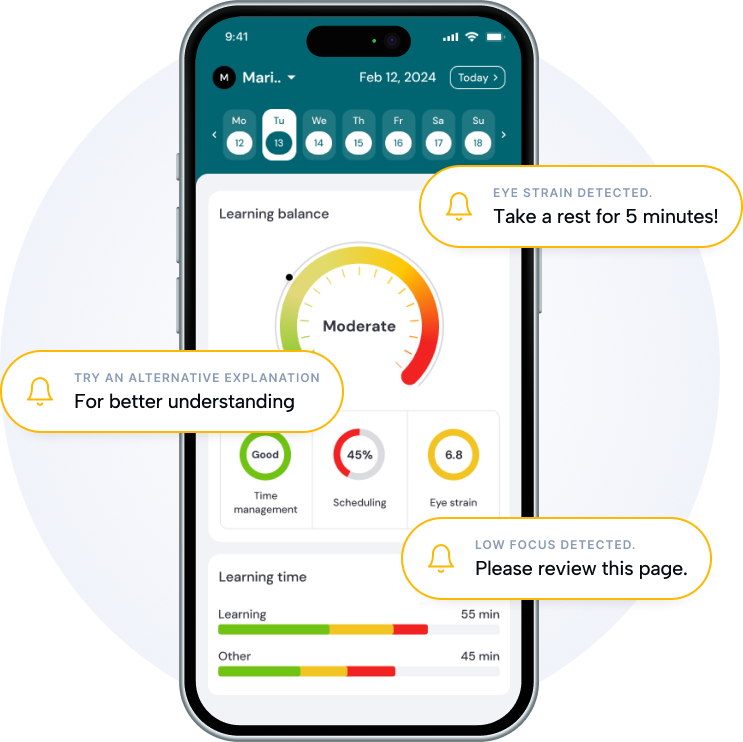 9:41
M Mari..
Feb 12, 2024
Today >
Mo Tu We Th Fr Sa Su
12 13 14 15 16 17 18
EYE STRAIN DETECTED.
Take a rest for 5 minutes!
Learning balance
Moderate
TRY AN ALTERNATIVE EXPLANATION
For better understanding
Good 45% 6.8
Time management
Scheduling
Eye strain
LOW FOCUS DETECTED.
Please review this page.
Learning time
Learning 55 min
Other 45 min